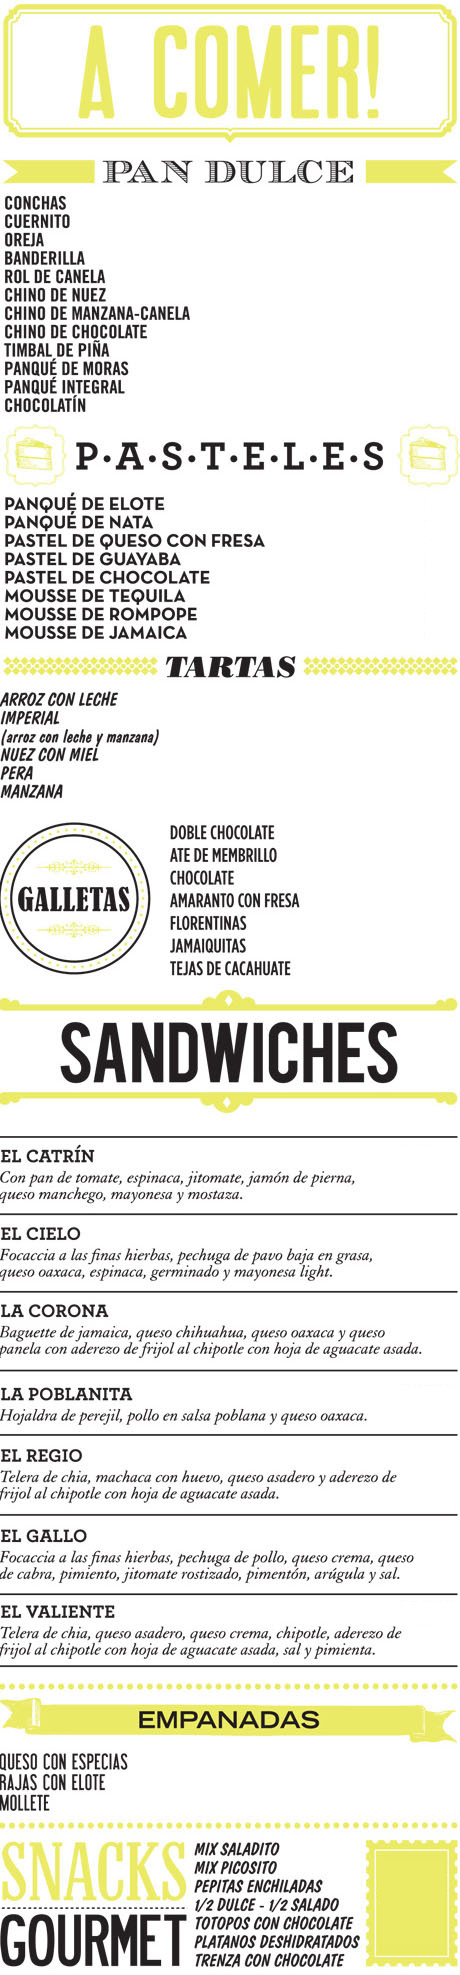 A COMER!
PAN DULCE
CONCHAS
CUERNITO
OREJA
BANDERILLA
ROL DE CANELA
CHINO DE NUEZ
CHINO DE MANZANA-CANELA
CHINO DE CHOCOLATE
TIMBAL DE PIÑA
PANQUÉ DE MORAS
PANQUÉ INTEGRAL
CHOCOLATÍN
P·A·S·T·E·L·E·S
PANQUÉ DE ELOTE
PANQUÉ DE NATA
PASTEL DE QUESO CON FRESA
PASTEL DE GUAYABA
PASTEL DE CHOCOLATE
MOUSSE DE TEQUILA
MOUSSE DE ROMPOPE
MOUSSE DE JAMAICA
TARTAS
ARROZ CON LECHE
IMPERIAL
(arroz con leche y manzana)
NUEZ CON MIEL
PERA
MANZANA
GALLETAS
DOBLE CHOCOLATE
ATE DE MEMBRILLO
CHOCOLATE
AMARANTO CON FRESA
FLORENTINAS
JAMAIQUITAS
TEJAS DE CACAHUATE
SANDWICHES
EL CATRÍN
Con pan de tomate, espinaca, jitomate, jamón de pierna,
queso manchego, mayonesa y mostaza.
EL CIELO
Focaccia a las finas hierbas, pechuga de pavo baja en grasa,
queso oaxaca, espinaca, germinado y mayonesa light.
LA CORONA
Baguette de jamaica, queso chihuahua, queso oaxaca y queso
panela con aderezo de frijol al chipotle con hoja de aguacate asada.
LA POBLANITA
Hojaldra de perejil, pollo en salsa poblana y queso oaxaca.
EL REGIO
Telera de chia, machaca con huevo, queso asadero y aderezo de
frijol al chipotle con hoja de aguacate asada.
EL GALLO
Focaccia a las finas hierbas, pechuga de pollo, queso crema, queso
de cabra, pimiento, jitomate rostizado, pimentón, arúgula y sal.
EL VALIENTE
Telera de chia, queso asadero, queso crema, chipotle, aderezo de
frijol al chipotle con hoja de aguacate asada, sal y pimienta.
EMPANADAS
QUESO CON ESPECIAS
RAJAS CON ELOTE
MOLLETE
SNACKS
GOURMET
MIX SALADITO
MIX PICOSITO
PEPITAS ENCHILADAS
1/2 DULCE - 1/2 SALADO
TOTOPOS CON CHOCOLATE
PLATANOS DESHIDRATADOS
TRENZA CON CHOCOLATE